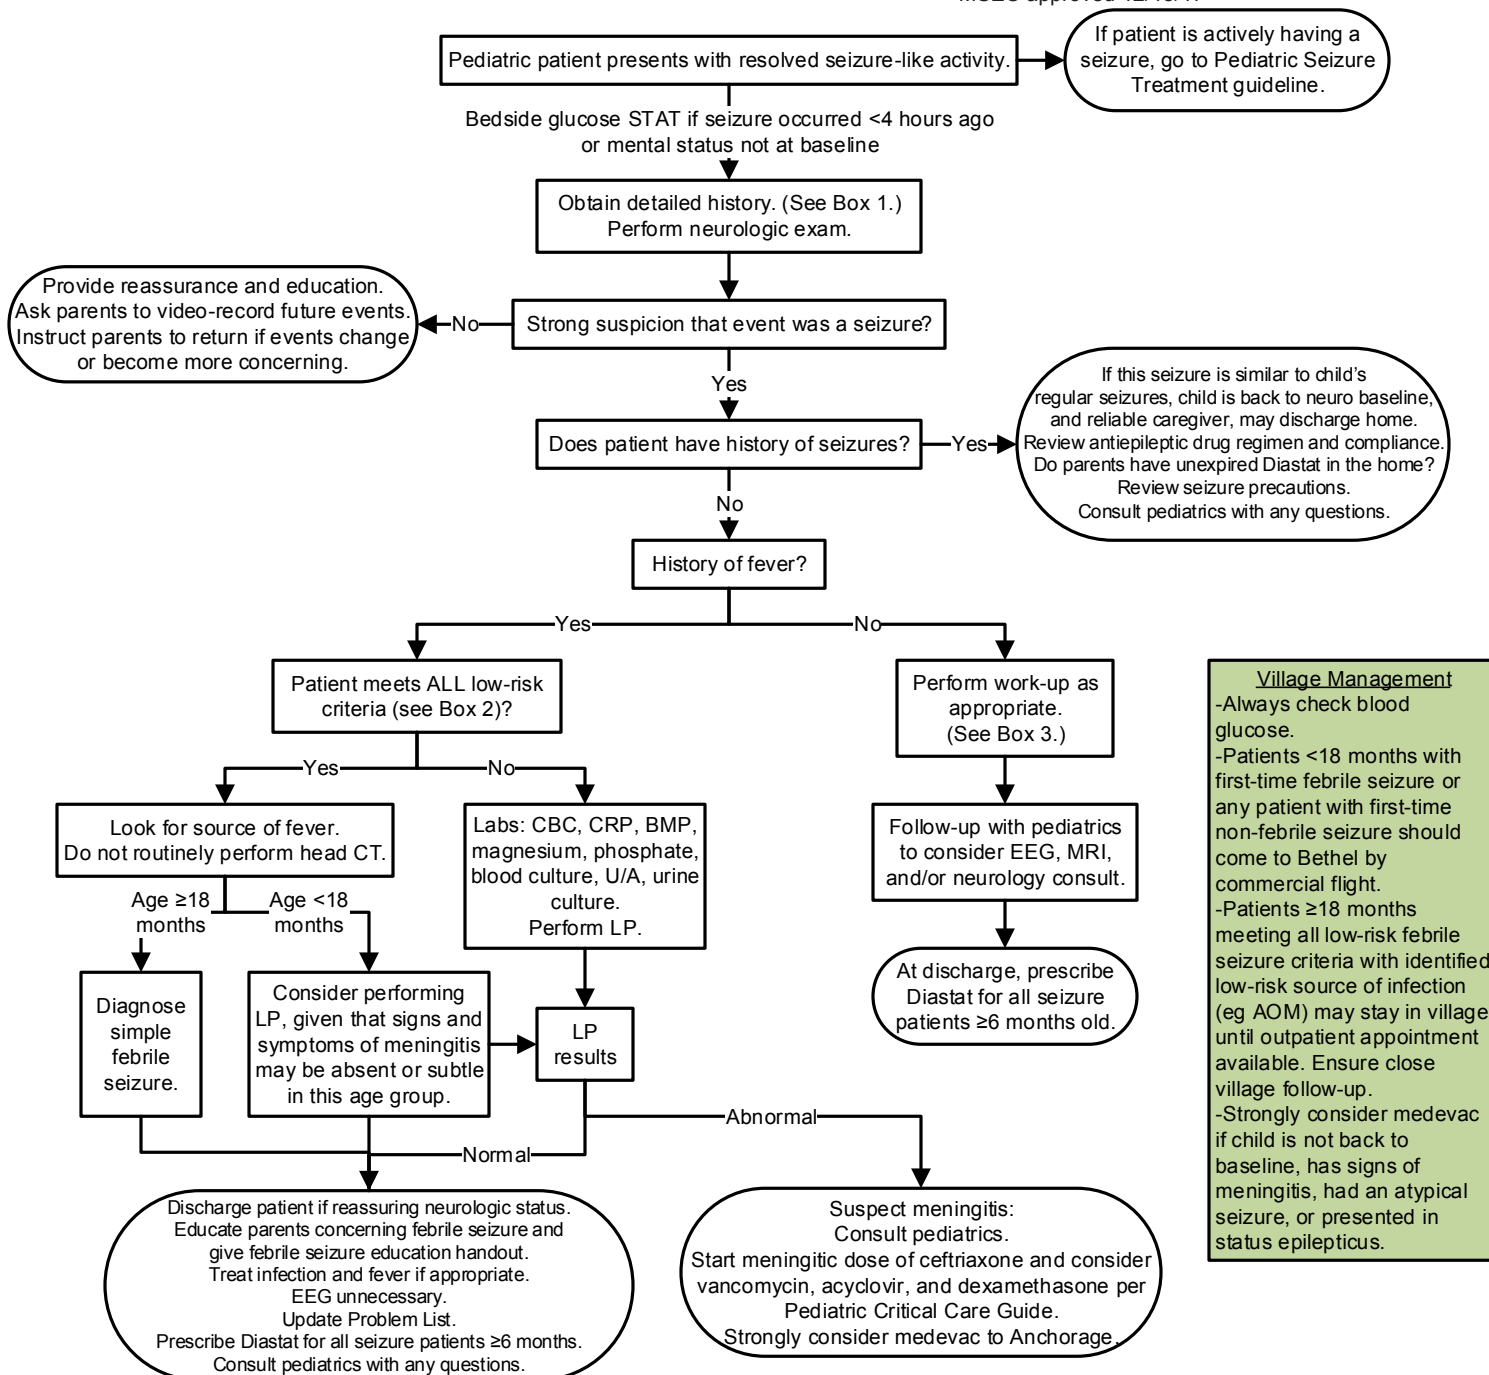 If patient is actively having a
seizure, go to Pediatric Seizure
Treatment guideline.
Pediatric patient presents with resolved seizure-like activity.
Bedside glucose STAT if seizure occurred <4 hours ago
or mental status not at baseline
Obtain detailed history. (See Box 1.)
Perform neurologic exam.
Provide reassurance and education.
Ask parents to video-record future events.
Instruct parents to return if events change
or become more concerning.
No
Strong suspicion that event was a seizure?
Yes
If this seizure is similar to child's
regular seizures, child is back to neuro baseline,
and reliable caregiver, may discharge home.
Review antiepileptic drug regimen and compliance.
Do parents have unexpired Diastat in the home?
Review seizure precautions.
Consult pediatrics with any questions.
Does patient have history of seizures?
Yes
No
History of fever?
Yes
No
Patient meets ALL low-risk
criteria (see Box 2)?
Perform work-up as
appropriate.
(See Box 3.)
Yes
No
Look for source of fever.
Do not routinely perform head CT.
Labs: CBC, CRP, BMP,
magnesium, phosphate,
blood culture, U/A, urine
culture.
Perform LP.
Follow-up with pediatrics
to consider EEG, MRI,
and/or neurology consult.
Age ≥18
months
Age <18
months
Diagnose
simple
febrile
seizure.
Consider performing
LP, given that signs and
symptoms of meningitis
may be absent or subtle
in this age group.
LP
results
At discharge, prescribe
Diastat for all seizure
patients ≥6 months old.
Normal
Abnormal
Discharge patient if reassuring neurologic status.
Educate parents concerning febrile seizure and
give febrile seizure education handout.
Treat infection and fever if appropriate.
EEG unnecessary.
Update Problem List.
Prescribe Diastat for all seizure patients ≥6 months.
Consult pediatrics with any questions.
Suspect meningitis:
Consult pediatrics.
Start meningitic dose of ceftriaxone and consider
vancomycin, acyclovir, and dexamethasone per
Pediatric Critical Care Guide.
Strongly consider medevac to Anchorage.
Village Management
-Always check blood
glucose.
-Patients <18 months with
first-time febrile seizure or
any patient with first-time
non-febrile seizure should
come to Bethel by
commercial flight.
-Patients ≥18 months
meeting all low-risk febrile
seizure criteria with identified
low-risk source of infection
(eg AOM) may stay in village
until outpatient appointment
available. Ensure close
village follow-up.
-Strongly consider medevac
if child is not back to
baseline, has signs of
meningitis, had an atypical
seizure, or presented in
status epilepticus.